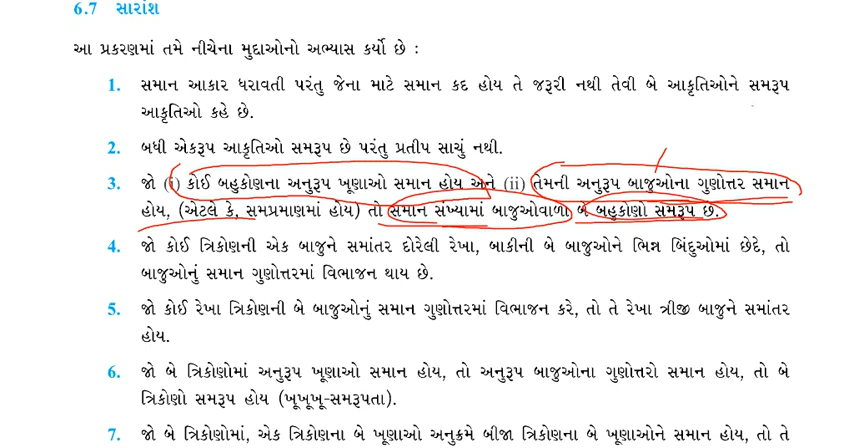 6.7 સારાંશ
આ પ્રકરણમાં તમે નીચેના મુદ્દાઓનો અભ્યાસ કર્યો છે :
1. સમાન આકાર ધરાવતી પરંતુ જેના માટે સમાન કદ હોય તે જરૂરી નથી તેવી બે આકૃતિઓને સમરૂપ
આકૃતિઓ કહે છે.
2. બધી એકરૂપ આકૃતિઓ સમરૂપ છે પરંતુ પ્રતીપ સાચું નથી.
3. જો (i) કોઈ બહુકોણના અનુરૂપ ખૂણાઓ સમાન હોય અને (ii) તેમની અનુરૂપ બાજુઓના ગુણોત્તર સમાન
હોય, (એટલે કે, સમપ્રમાણમાં હોય) તો સમાન સંખ્યામાં બાજુઓવાળા બે બહુકોણો સમરૂપ છે.
4. જો કોઈ ત્રિકોણની એક બાજુને સમાંતર દોરેલી રેખા, બાકીની બે બાજુઓને ભિન્ન બિંદુઓમાં છેદે, તો
બાજુઓનું સમાન ગુણોત્તરમાં વિભાજન થાય છે.
5. જો કોઈ રેખા ત્રિકોણની બે બાજુઓનું સમાન ગુણોત્તરમાં વિભાજન કરે, તો તે રેખા ત્રીજી બાજુને સમાંતર
હોય.
6. જો બે ત્રિકોણોમાં અનુરૂપ ખૂણાઓ સમાન હોય, તો અનુરૂપ બાજુઓના ગુણોત્તરો સમાન હોય, તો બે
ત્રિકોણો સમરૂપ હોય (ખૂખૂખૂ-સમરૂપતા).
7. જો બે ત્રિકોણોમાં, એક ત્રિકોણના બે ખૂણાઓ અનુક્રમે બીજા ત્રિકોણના બે ખૂણાઓને સમાન હોય, તો તે